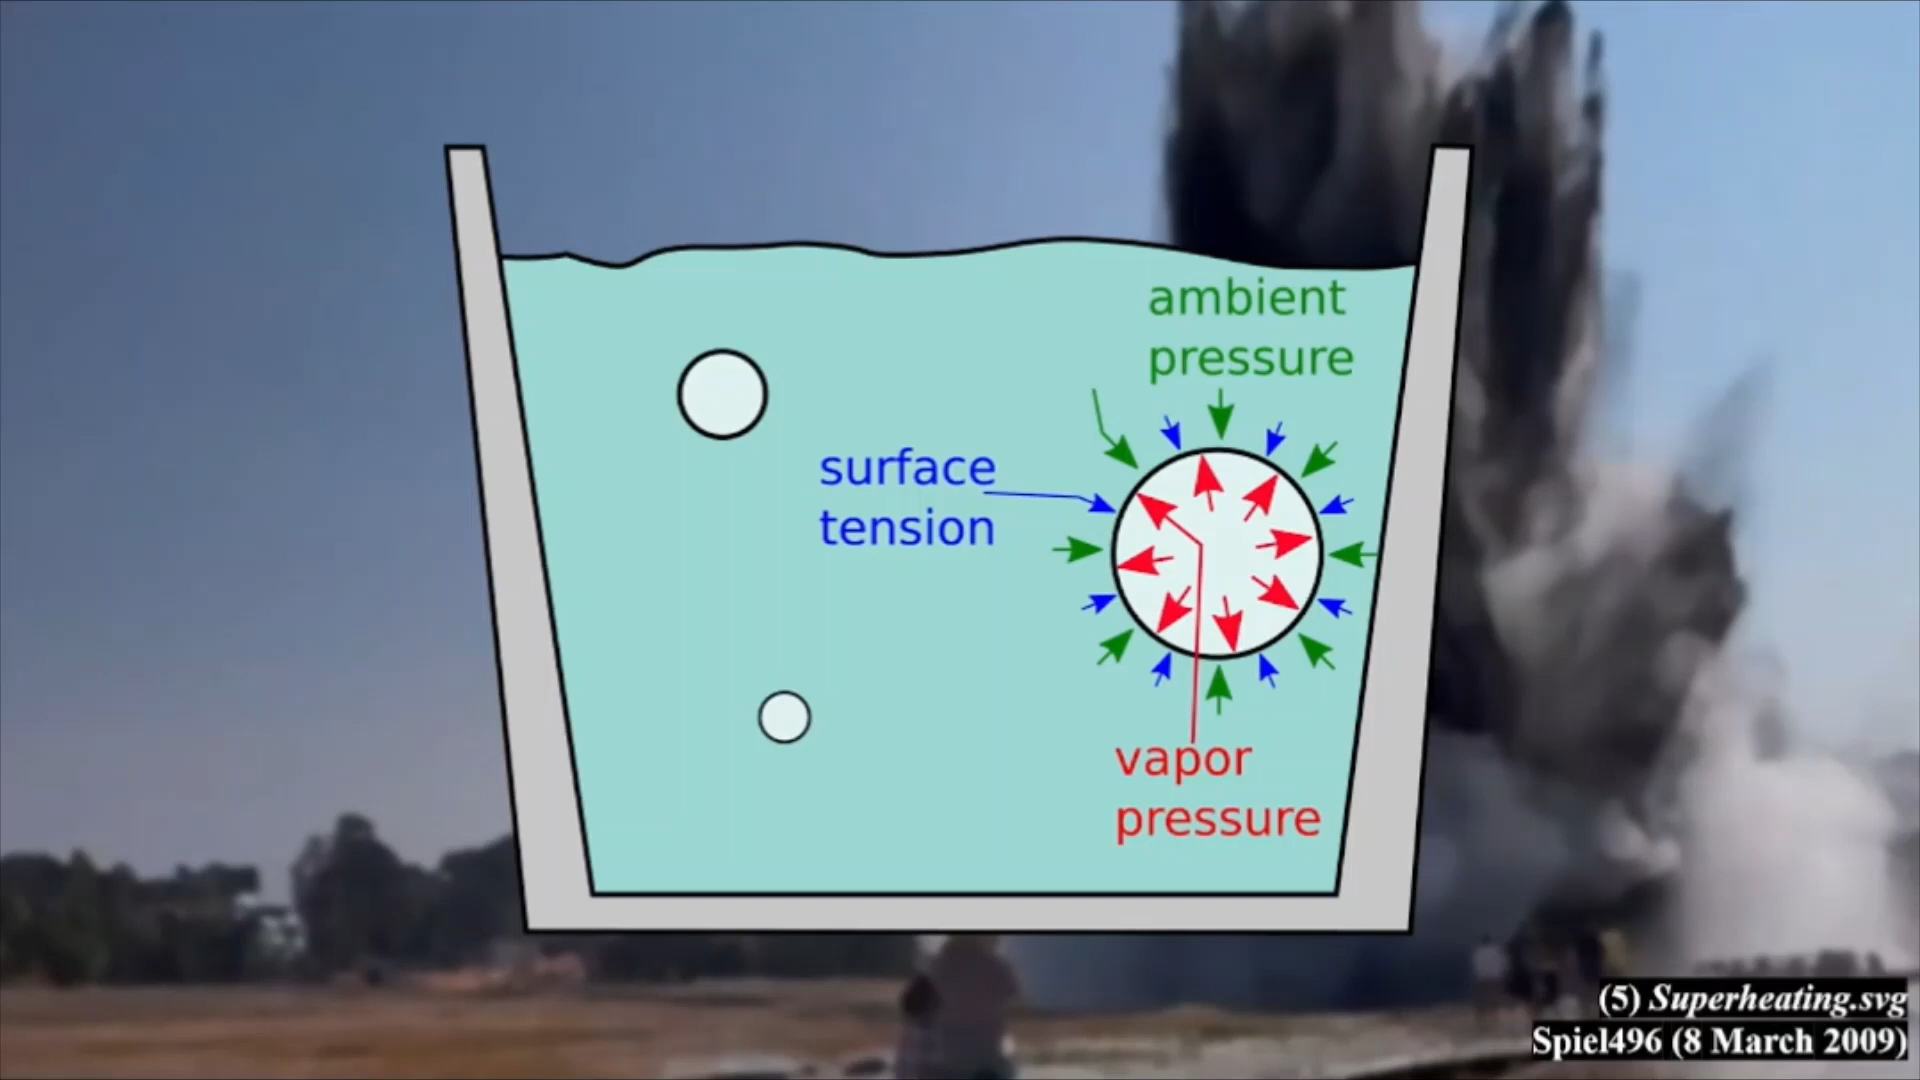 ambient
pressure
surface
tension
vapor
pressure
(5) Superheating.svg
Spiel496 (8 March 2009)